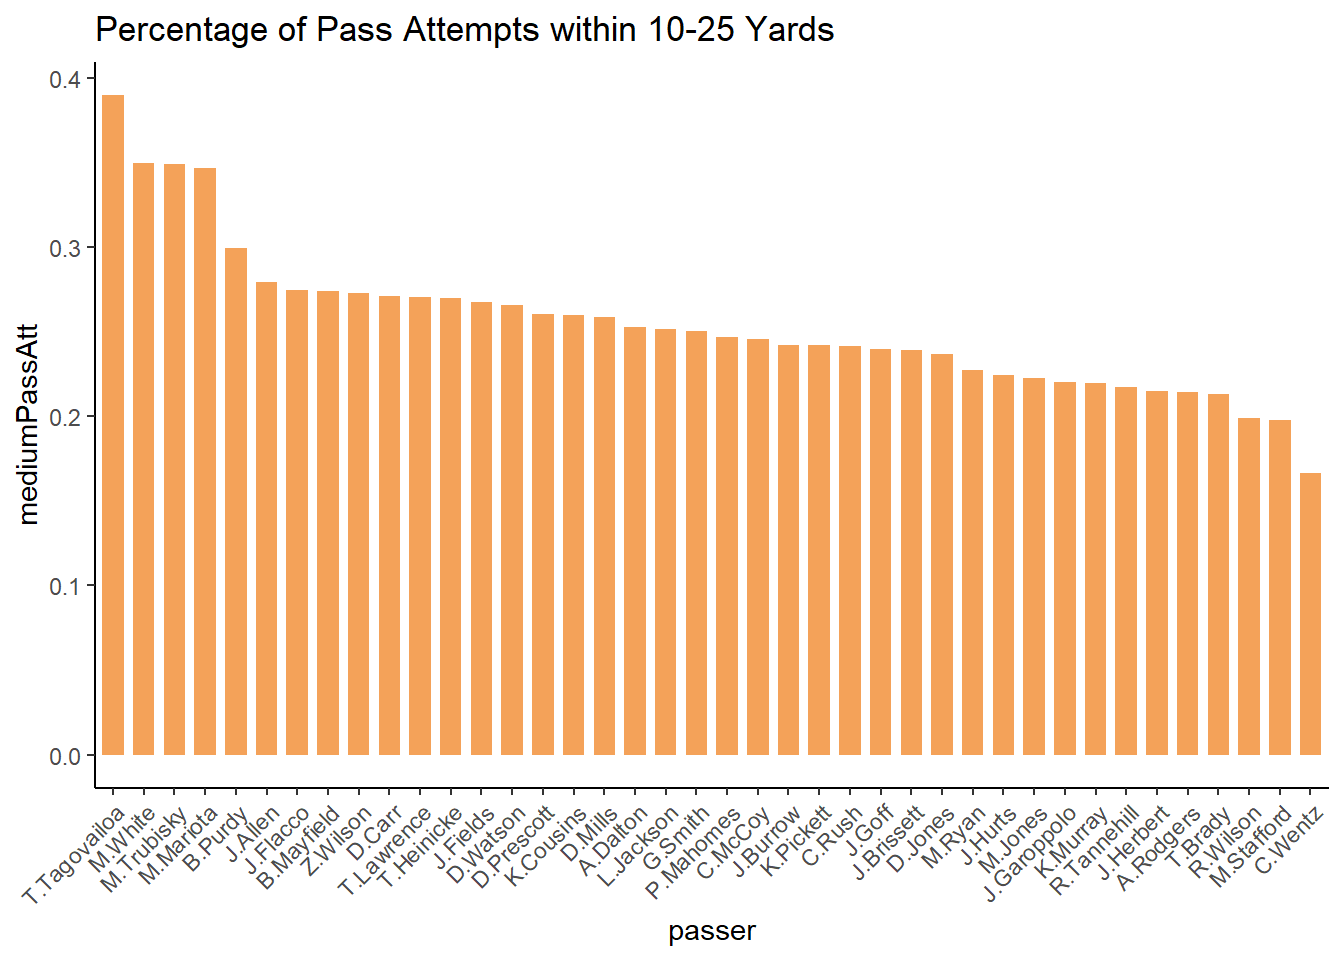 Percentage of Pass Attempts within 10-25 Yards
mediumPassAtt
0.4
0.3
0.2
0.1
0.0
T.Tagovailoa
M.White
M.Trubisky
M.Mariota
B.Purdy
J.Allen
J.Flacco
B.Mayfield
Z.Wilson
D.Carr
T.Lawrence
T.Heinicke
J.Fields
D.Watson
D.Prescott
K.Cousins
D.Mills
A.Dalton
L.Jackson
G.Smith
P.Mahomes
C.McCoy
J.Burrow
K.Pickett
C.Rush
J.Goff
J.Brissett
D.Jones
M.Ryan
J.Hurts
M.Jones
J.Garoppolo
K.Murray
R.Tannehill
J.Herbert
A.Rodgers
T.Brady
R.Wilson
M.Stafford
C.Wentz
passer